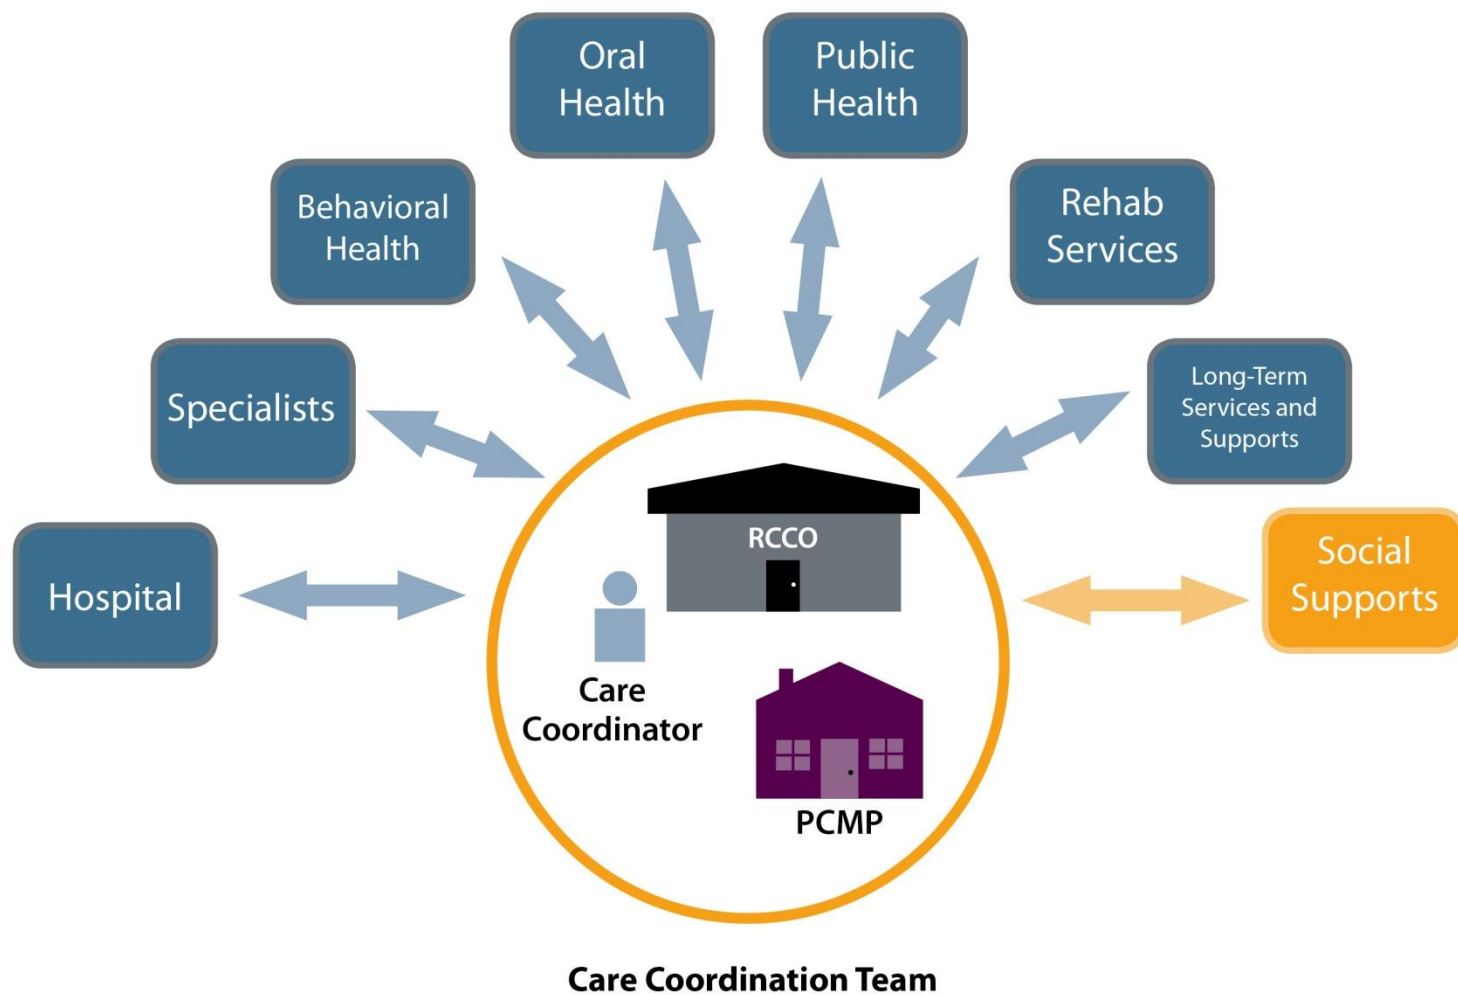 Oral
Health
Public
Health
Behavioral
Health
Rehab
Services
Specialists
Long-Term
Services and
Supports
Hospital
Social
Supports
RCCO
Care
Coordinator
PCMP
Care Coordination Team